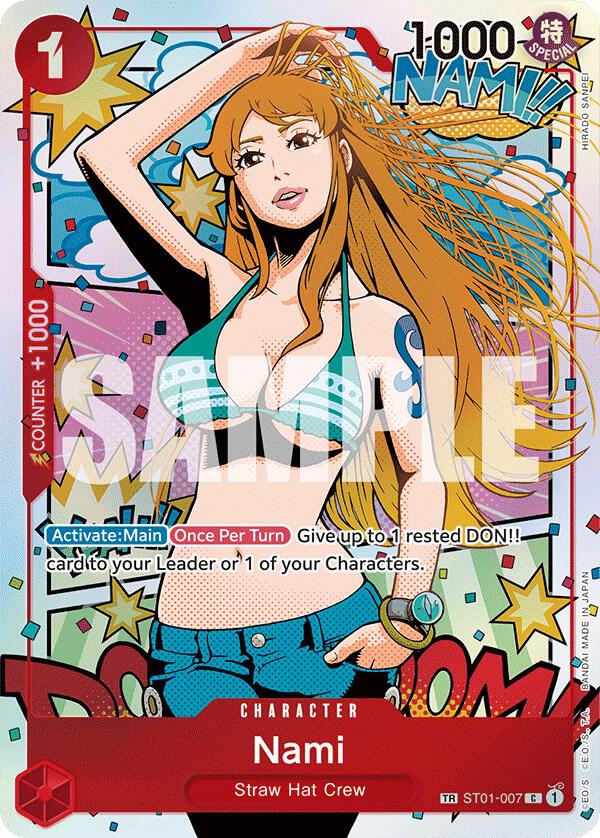 1
1000
特
SPECIAL
NAMI!!
HIRADO SANPEI
COUNTER +1000
SAMPLE
Activate:Main Once Per Turn Give up to 1 rested DON!!
card to your Leader or 1 of your Characters.
BANDAI MADE IN JAPAN
©E.O./S., T.A.
©EO/S
CHARACTER
Nami
Straw Hat Crew
TR ST01-007 C 1